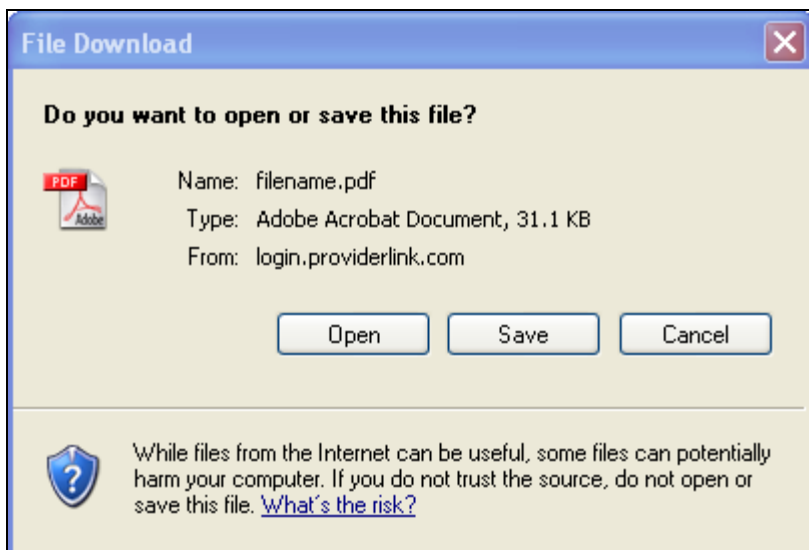 File Download
Do you want to open or save this file?
PDF
Adobe
Name: filename.pdf
Type: Adobe Acrobat Document, 31.1 KB
From: login.providerlink.com
Open Save Cancel
?
While files from the Internet can be useful, some files can potentially
harm your computer. If you do not trust the source, do not open or
save this file. What's the risk?